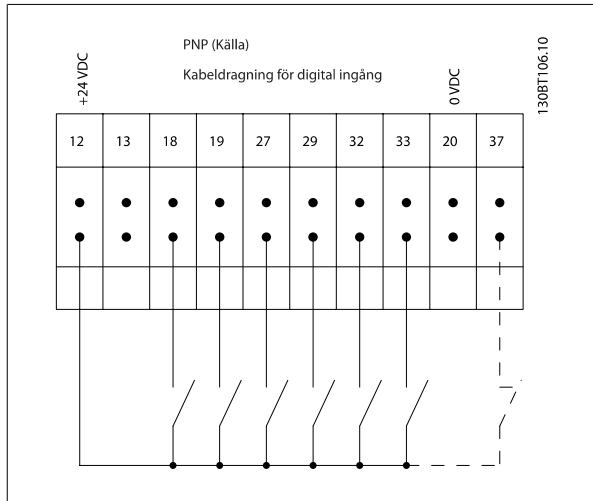 PNP (Källa)
Kabeldragning för digital ingång
+24 VDC
0 VDC
130BT106.10
12 13 18 19 27 29 32 33 20 37